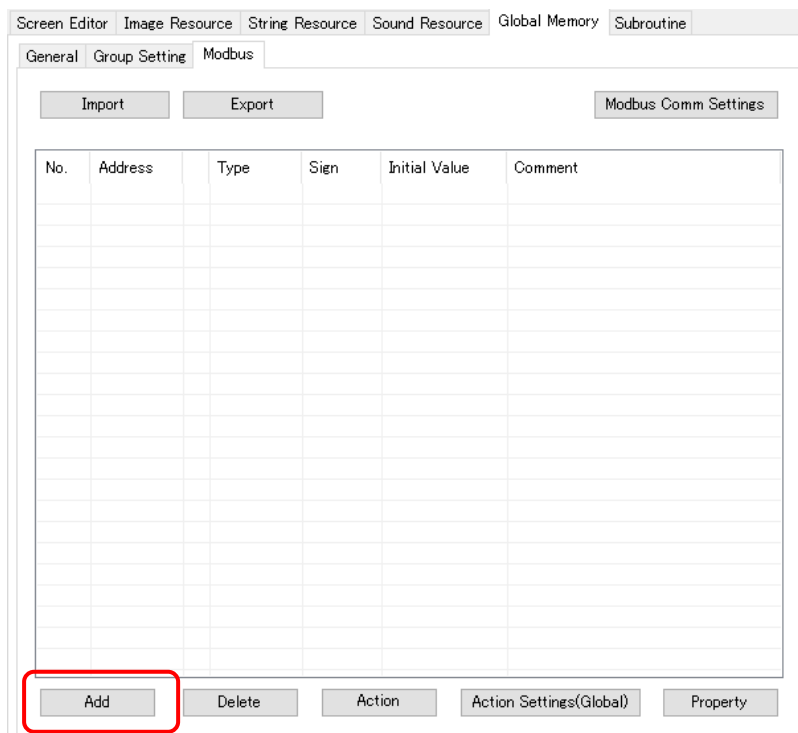 Screen Editor Image Resource String Resource Sound Resource Global Memory Subroutine
General Group Setting Modbus
Import Export Modbus Comm Settings
No. Address Type Sign Initial Value Comment
Add Delete Action Action Settings(Global) Property